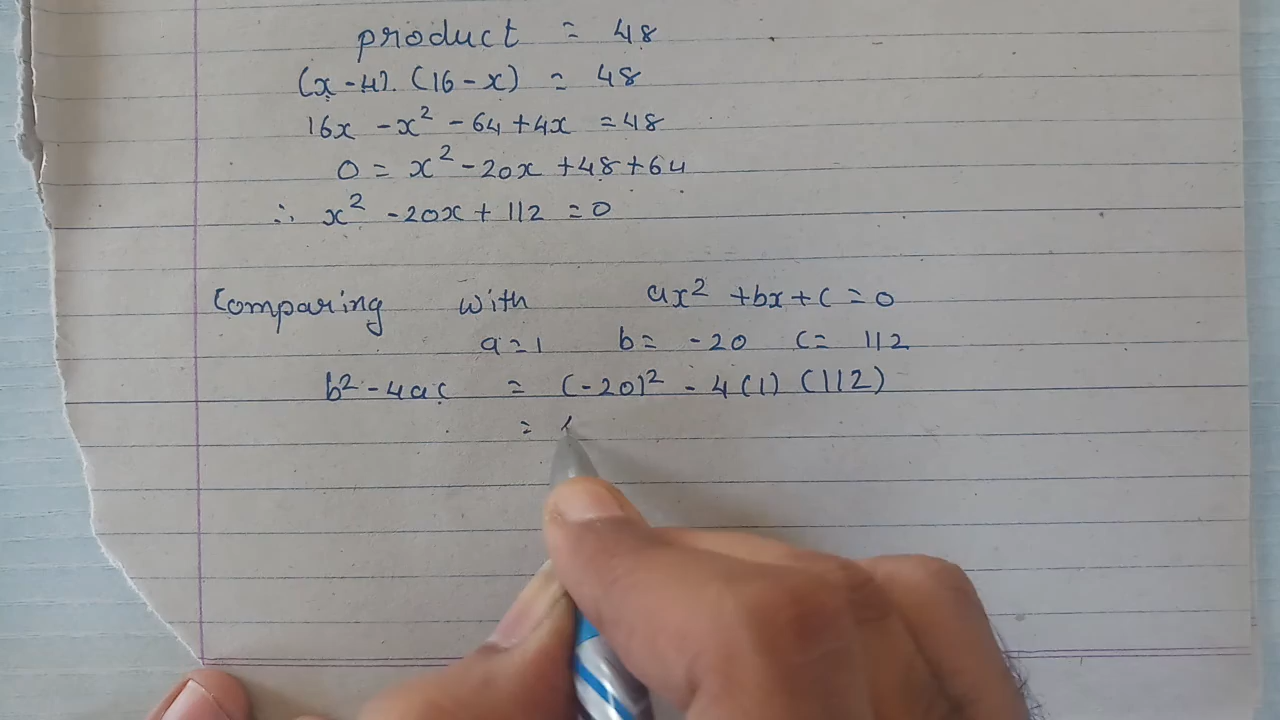 product = 48
(x - 4). (16 - x) = 48
16x - x² - 64 + 4x = 48
0 = x² - 20x + 48 + 64
∴ x² - 20x + 112 = 0
Comparing with ax² + bx + c = 0
a = 1 b = -20 c = 112
b² - 4ac = (-20)² - 4(1) (112)
=